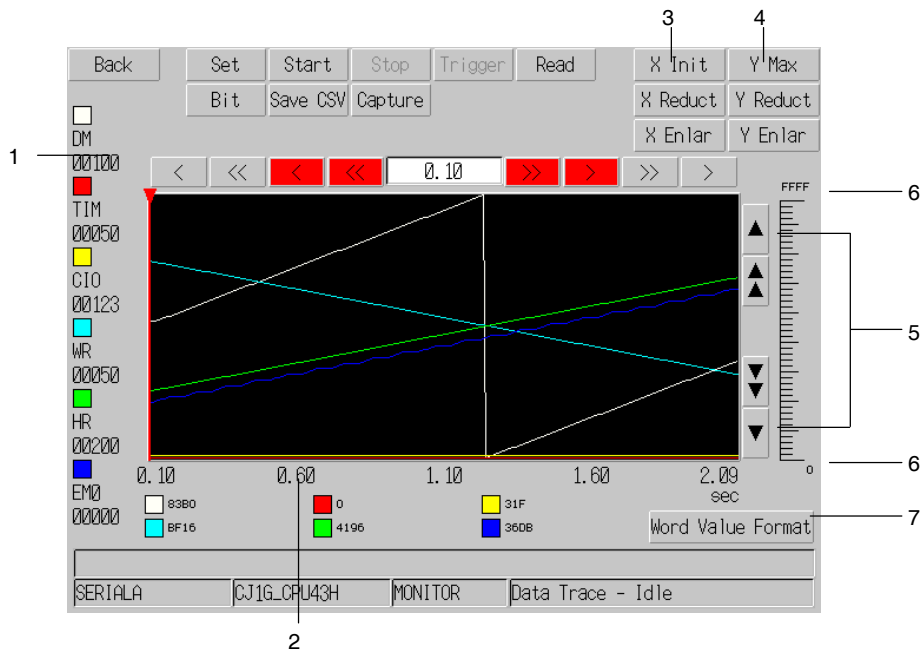 3 4
Back Set Start Stop Trigger Read X Init Y Max
Bit Save CSV Capture X Reduct Y Reduct
X Enlar Y Enlar
DM
00100
1
< << < << 0.10 >> > >> >
FFFF
6
TIM
00050
CIO
00123
5
WR
00050
HR
00200
EM0
00000
0
6
0.10 0.60 1.10 1.60 2.09
sec
83B0 0 31F
BF16 4196 36DB
Word Value Format
7
SERIALA CJ1G_CPU43H MONITOR Data Trace - Idle
2